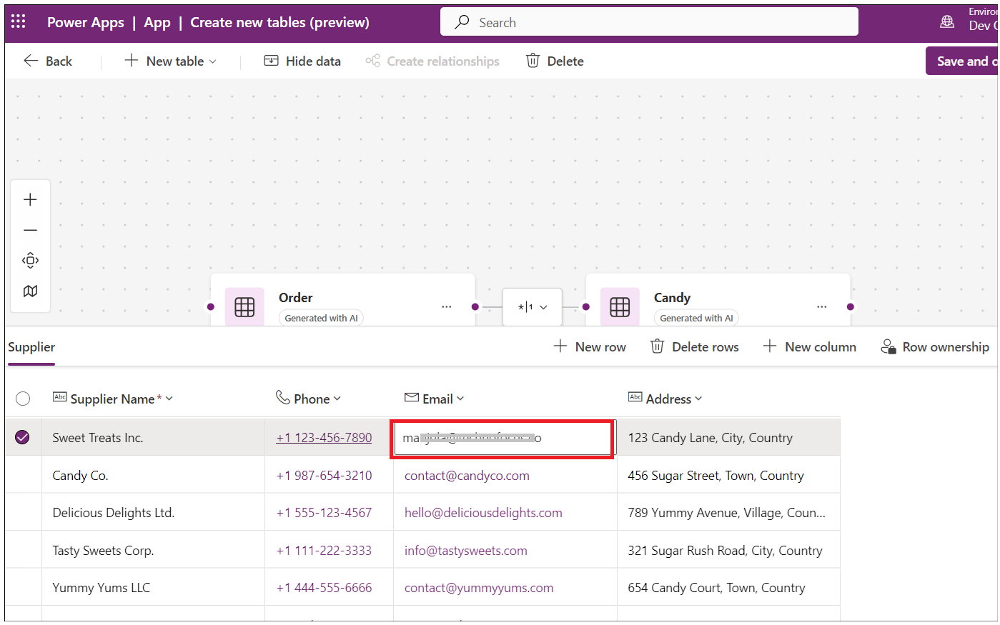 Power Apps | App | Create new tables (preview)
Search
Environ
Dev C
Back
New table
Hide data
Create relationships
Delete
Save and o
Order
Generated with AI
*|1
Candy
Generated with AI
Supplier
New row
Delete rows
New column
Row ownership
Abc Supplier Name*
Phone
Email
Abc Address
Sweet Treats Inc. +1 123-456-7890 123 Candy Lane, City, Country
Candy Co. +1 987-654-3210 contact@candyco.com 456 Sugar Street, Town, Country
Delicious Delights Ltd. +1 555-123-4567 hello@deliciousdelights.com 789 Yummy Avenue, Village, Coun...
Tasty Sweets Corp. +1 111-222-3333 info@tastysweets.com 321 Sugar Rush Road, City, Country
Yummy Yums LLC +1 444-555-6666 contact@yummyyums.com 654 Candy Court, Town, Country